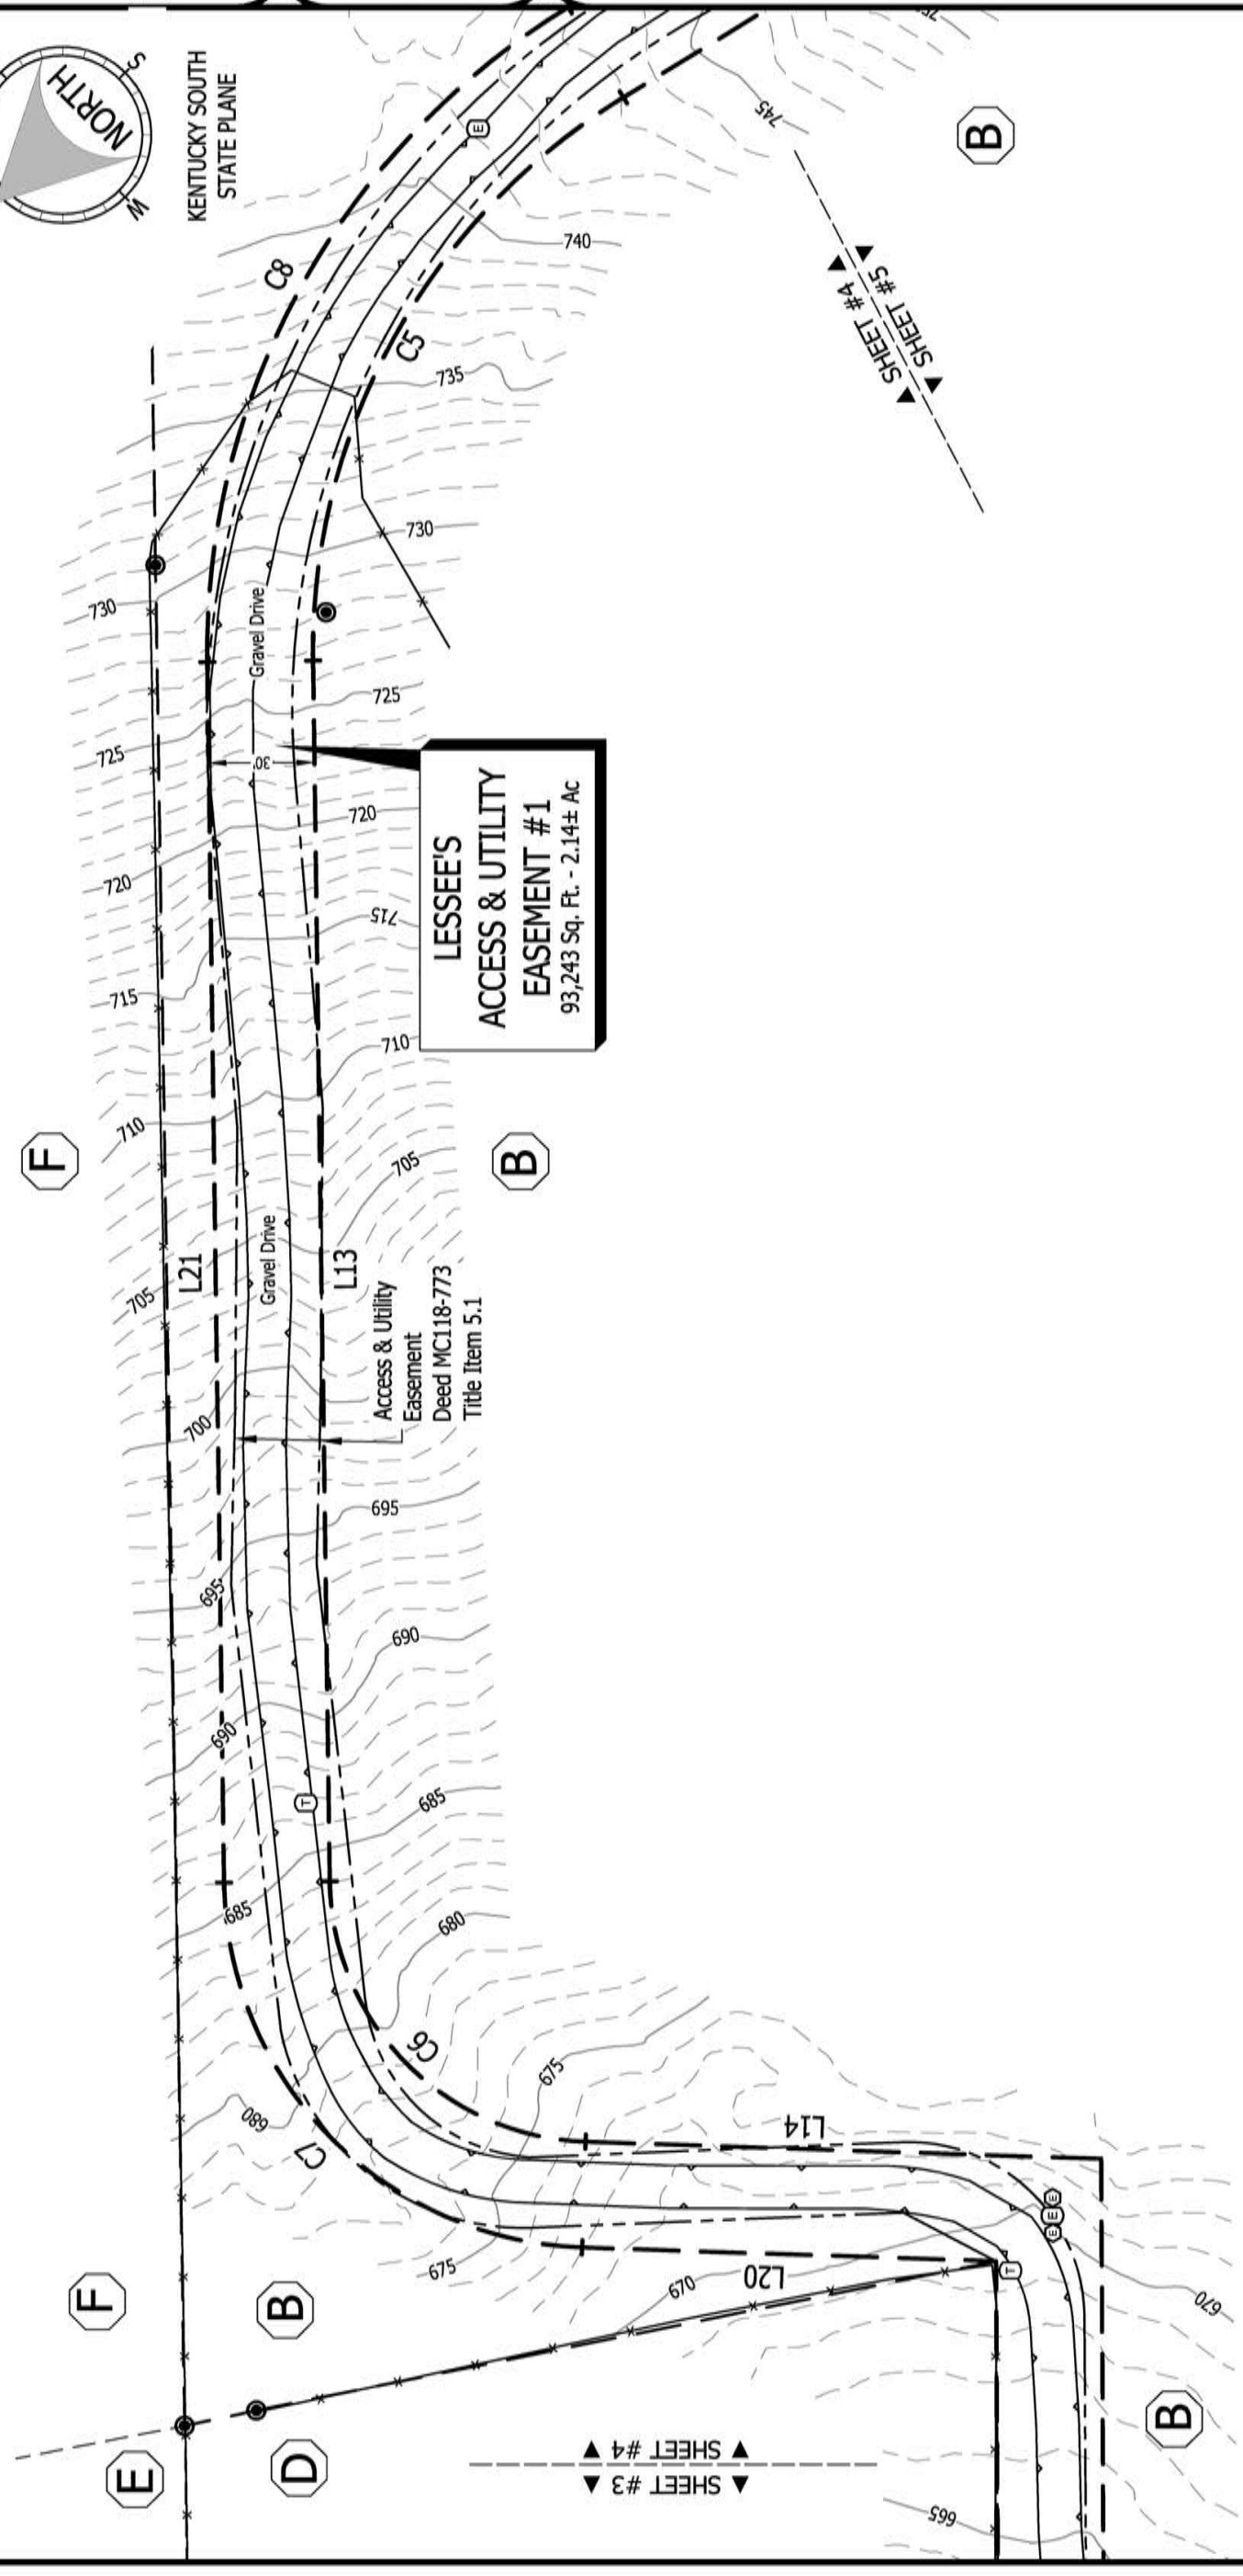 NORTH
S
W
KENTUCKY SOUTH
STATE PLANE
C8
C5
E
745
740
735
730
730
B
SHEET #4
SHEET #5
Gravel Drive
725
725
30'
720
720
715
715
LESSEE'S
ACCESS & UTILITY
EASEMENT #1
93,243 Sq. Ft. - 2.14± Ac
710
710
F
B
705
705
L21
Gravel Drive
L13
Access & Utility
Easement
Deed MC118-773
Title Item 5.1
700
695
695
690
690
T
685
685
680
680
C6
C7
675
675
L14
L20
670
670
E
E
E
T
F
B
E
D
B
SHEET #4
SHEET #3
665